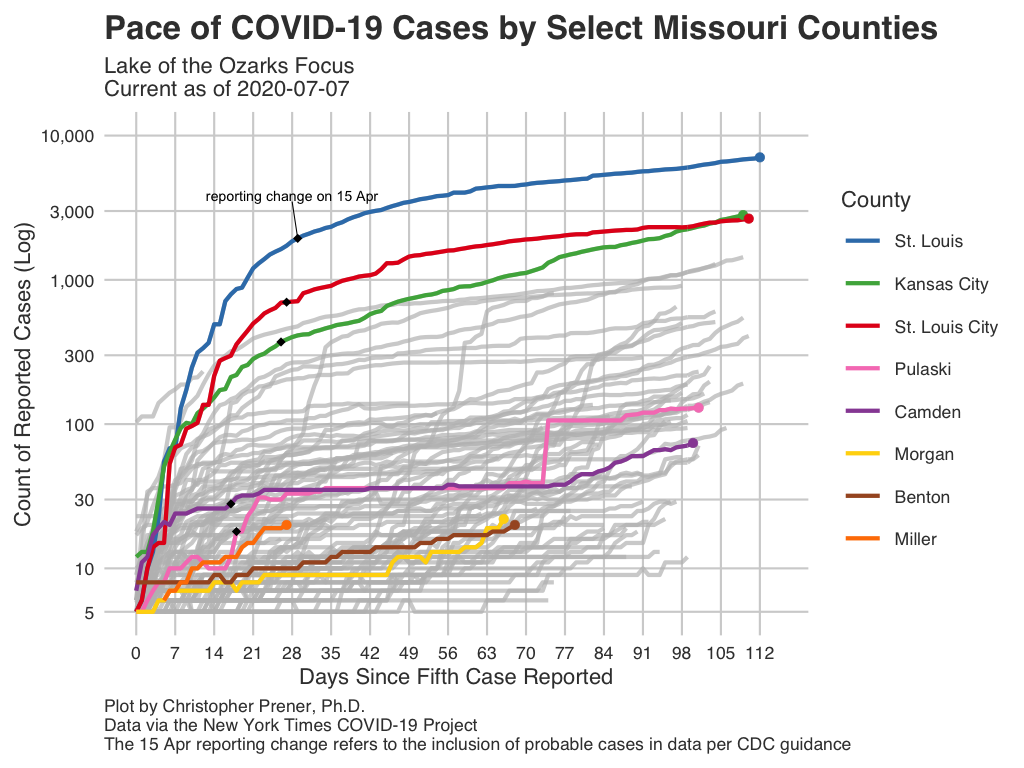 Pace of COVID-19 Cases by Select Missouri Counties
Lake of the Ozarks Focus
Current as of 2020-07-07
Count of Reported Cases (Log)
10,000
3,000
1,000
300
100
30
10
5
reporting change on 15 Apr
0 7 14 21 28 35 42 49 56 63 70 77 84 91 98 105 112
Days Since Fifth Case Reported
County
St. Louis
Kansas City
St. Louis City
Pulaski
Camden
Morgan
Benton
Miller
Plot by Christopher Prener, Ph.D.
Data via the New York Times COVID-19 Project
The 15 Apr reporting change refers to the inclusion of probable cases in data per CDC guidance